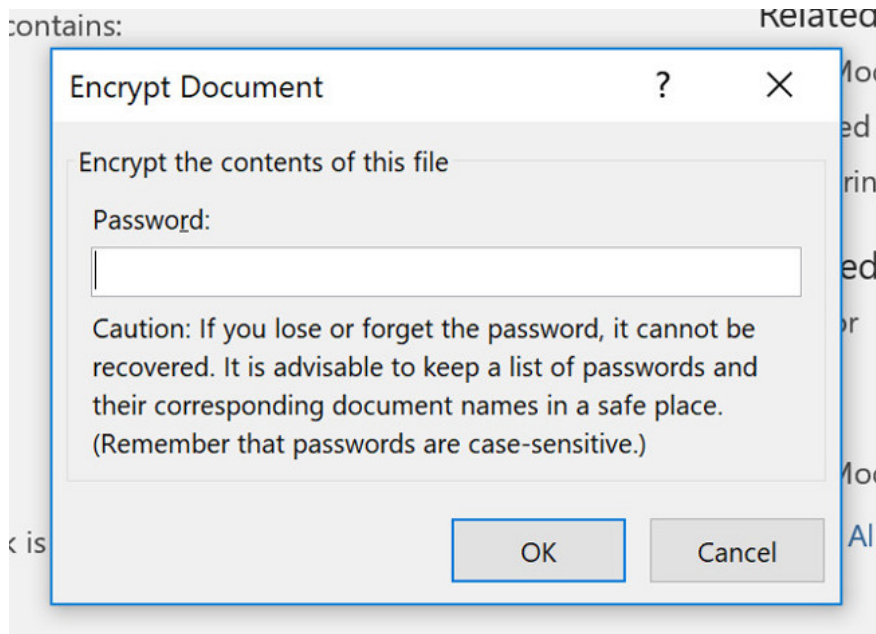 contains:
Related
Encrypt Document
?
Encrypt the contents of this file
Password:
Caution: If you lose or forget the password, it cannot be
recovered. It is advisable to keep a list of passwords and
their corresponding document names in a safe place.
(Remember that passwords are case-sensitive.)
is
OK
Cancel